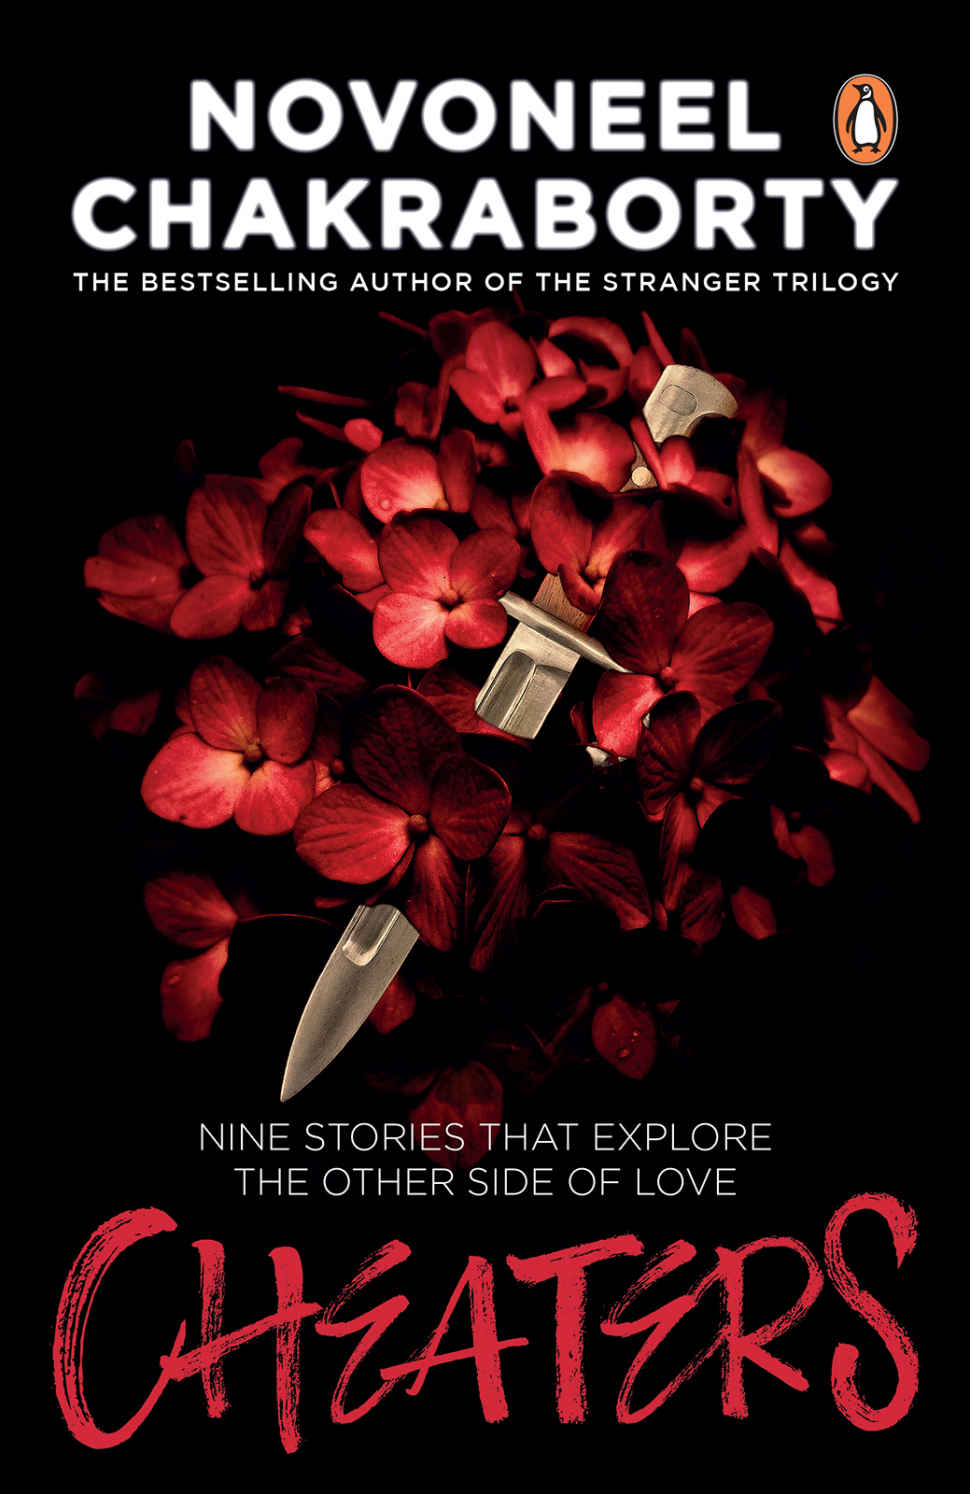 NOVONEEL
CHAKRABORTY
THE BESTSELLING AUTHOR OF THE STRANGER TRILOGY
NINE STORIES THAT EXPLORE
THE OTHER SIDE OF LOVE
CHEATERS